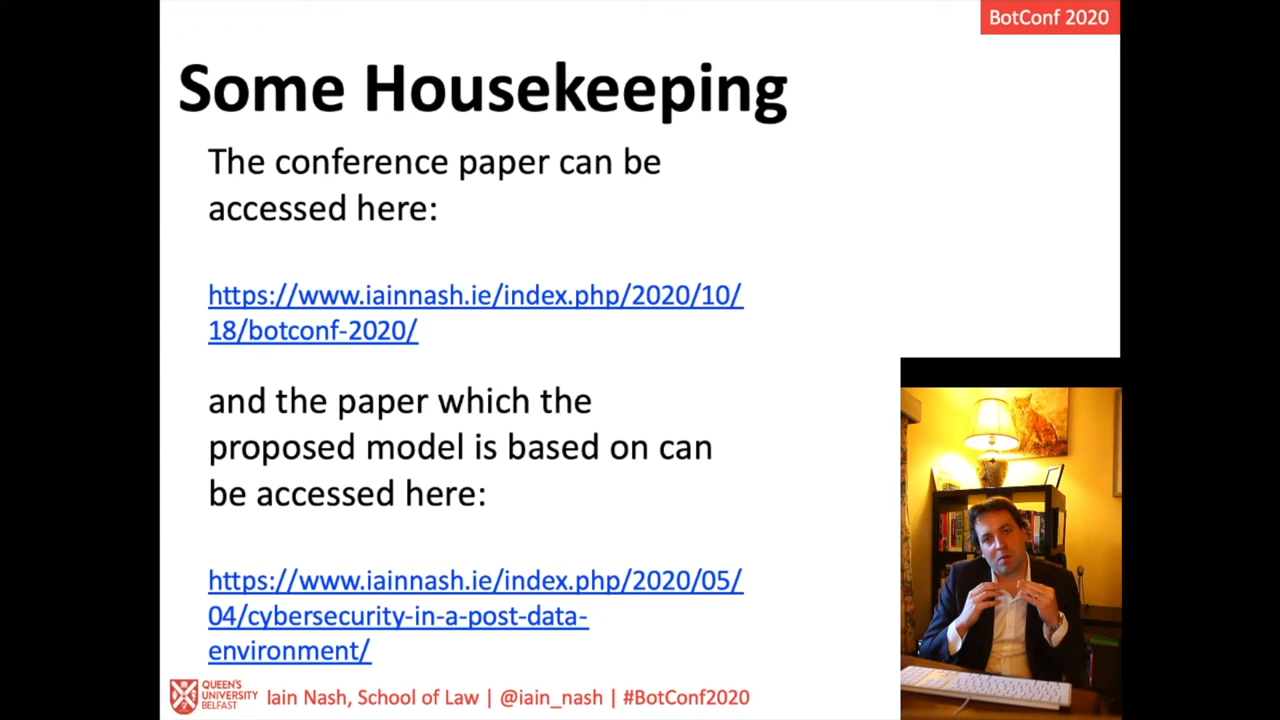 BotConf 2020
Some Housekeeping
The conference paper can be
accessed here:
https://www.iainnash.ie/index.php/2020/10/
18/botconf-2020/
and the paper which the
proposed model is based on can
be accessed here:
https://www.iainnash.ie/index.php/2020/05/
04/cybersecurity-in-a-post-data-
environment/
QUEEN'S
UNIVERSITY
BELFAST
Iain Nash, School of Law | @iain_nash | #BotConf2020